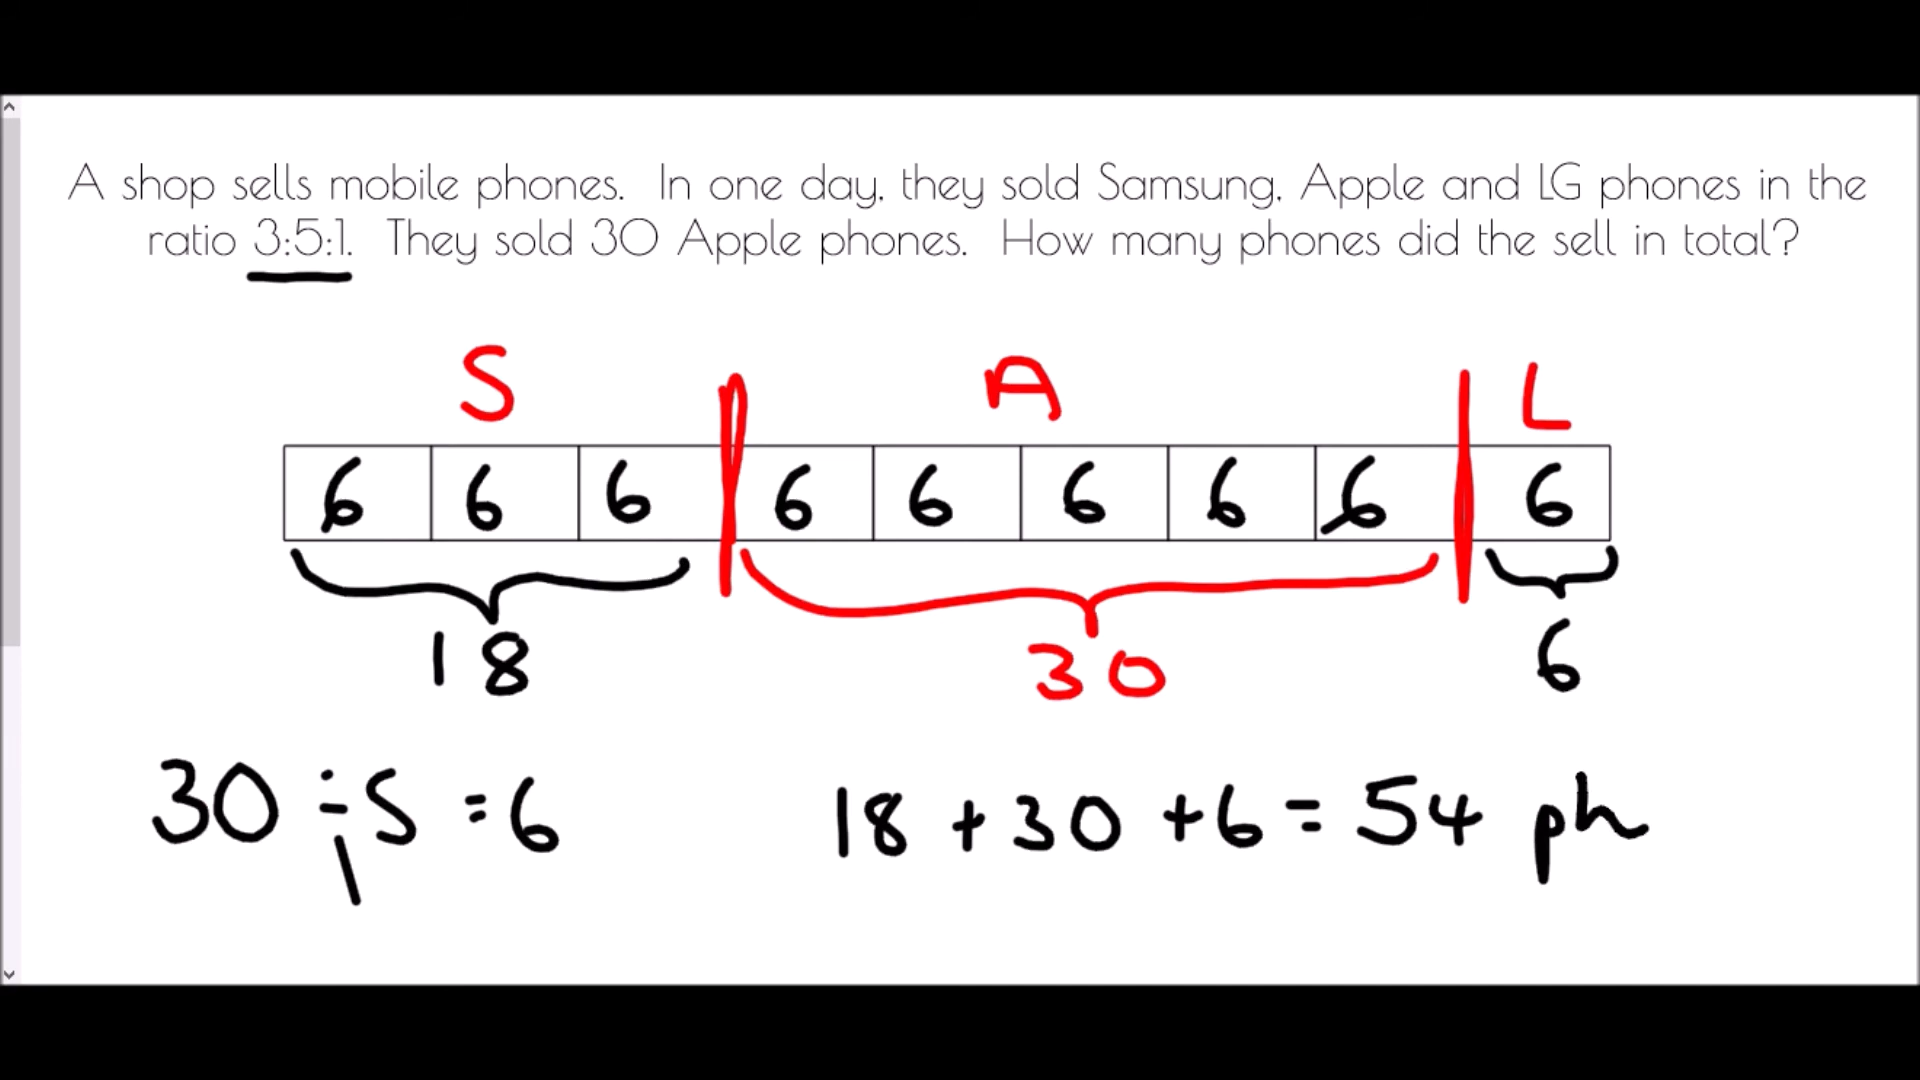 A shop sells mobile phones. In one day, they sold Samsung, Apple and LG phones in the
ratio 3:5:1. They sold 30 Apple phones. How many phones did the sell in total?
S A L
6 6 6 6 6 6 6 6 6
18 30 6
30 ÷ 5 = 6 18 + 30 + 6 = 54 ph